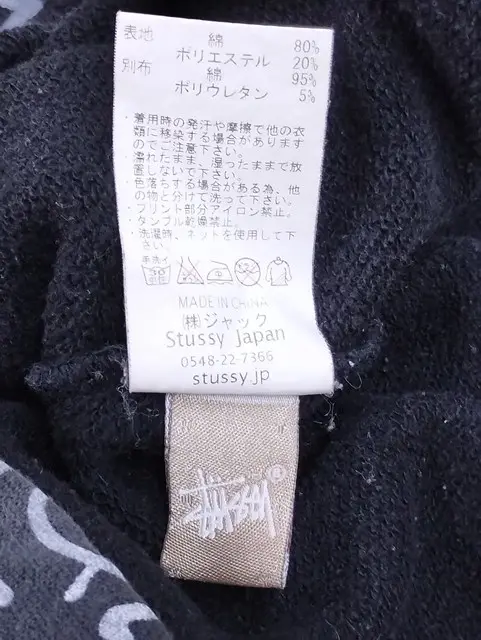 表地 綿 80%
ポリエステル 20%
別布 綿 95%
ポリウレタン 5%
・着用時の発汗や摩擦で他の衣
類に移染する場合があります
のでご注意下さい。
・濡れたまま、湿ったままで放
置しないで下さい。
・色落ちする場合がある為、他
の物と分けて洗って下さい。
・プリント部分アイロン禁止。
・タンブル乾燥禁止。
・洗濯時、ネットを使用して下
さい。
手洗イ
MADE IN CHINA
㈱ジャック
Stussy Japan
0548-22-7366
stussy.jp
Stüssy®